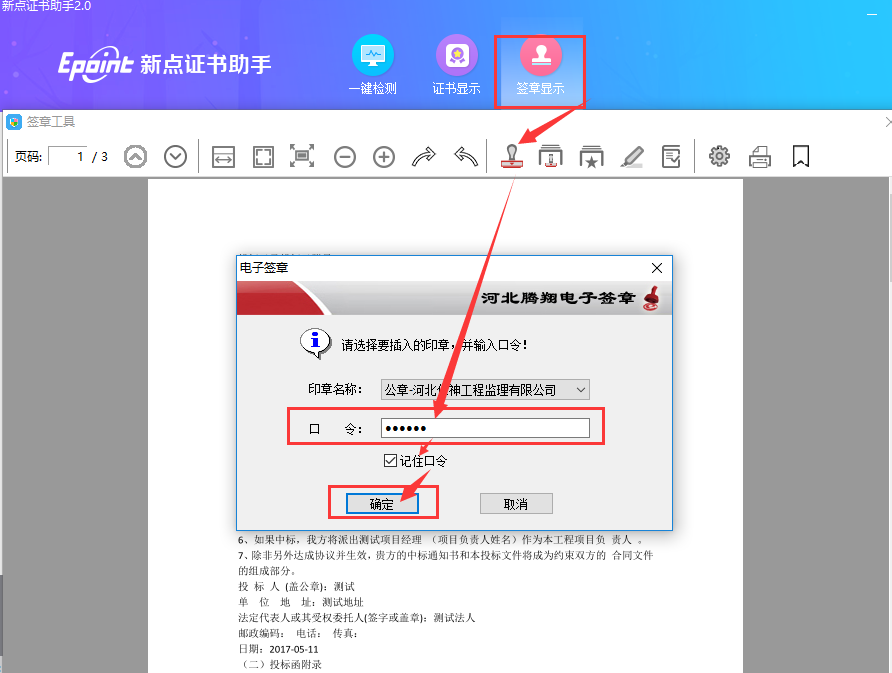 新点证书助手2.0
Epoint 新点证书助手
一键检测
证书显示
签章显示
签章工具
页码: 1 / 3
电子签章
河北腾翔电子签章
请选择要插入的印章,并输入口令!
印章名称:
公章-河北 神工程监理有限公司
口 令: ●●●●●●
记住口令
确定
取消
6、如果中标，我方将派出测试项目经理 （项目负责人姓名）作为本工程项目负 责人 。
7、除非另外达成协议并生效，贵方的中标通知书和本投标文件将成为约束双方的 合同文件
的组成部分。
投 标 人 (盖公章)：测试
单 位 地 址：测试地址
法定代表人或其受权委托人(签字或盖章)：测试法人
邮政编码： 电话： 传真：
日期：2017-05-11
（二）投标函附录